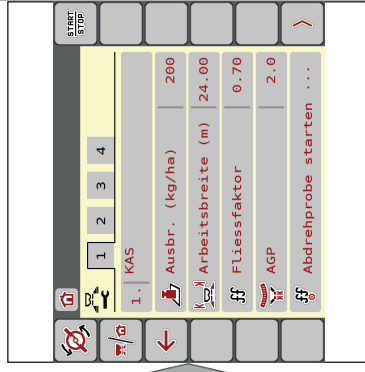 START
STOP
1 2 3 4
1. KAS
Ausbr. (kg/ha) 200
Arbeitsbreite (m) 24.00
Fliessfaktor 0.70
AGP 2.0
Abdrehprobe starten ...